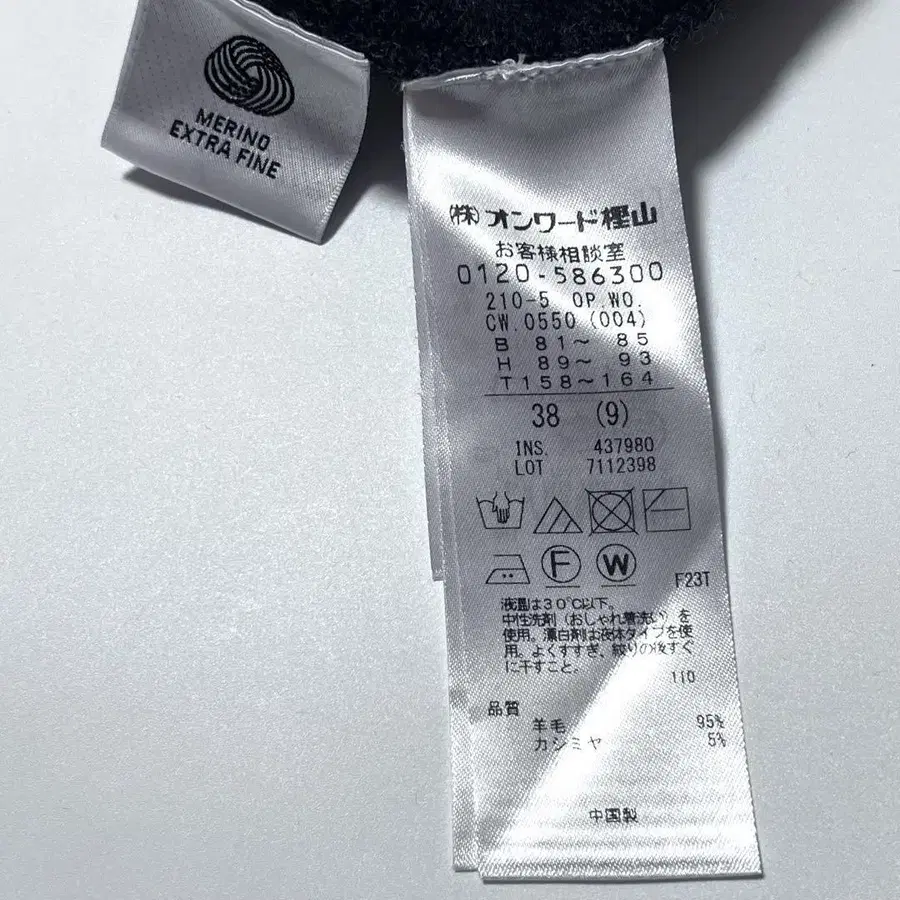 MERINO
EXTRA FINE
(株)オンワード樫山
お客様相談室
0120-586300
210-5 OP.WO.
CW.0550 (004)
B 81～ 85
H 89～ 93
T158～164
38 (9)
INS. 437980
LOT 7112398
F W
F23T
液温は30℃以下。
中性洗剤(おしゃれ着洗い)を
使用。漂白剤は液体タイプを使
用。よくすすぎ、絞りの後すぐ
に干すこと。
110
品質
羊毛 95%
カシミヤ 5%
中国製